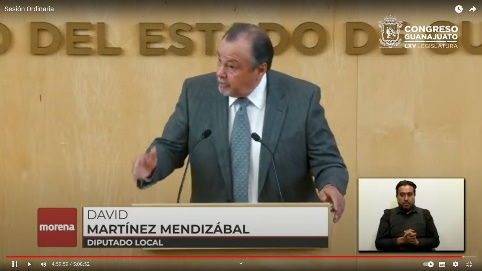 Sesión Ordinaria
O DEL ESTADO DE
CONGRESO
GUANAJUATO
LXV LEGISLATURA
morena
DAVID
MARTÍNEZ MENDIZÁBAL
DIPUTADO LOCAL